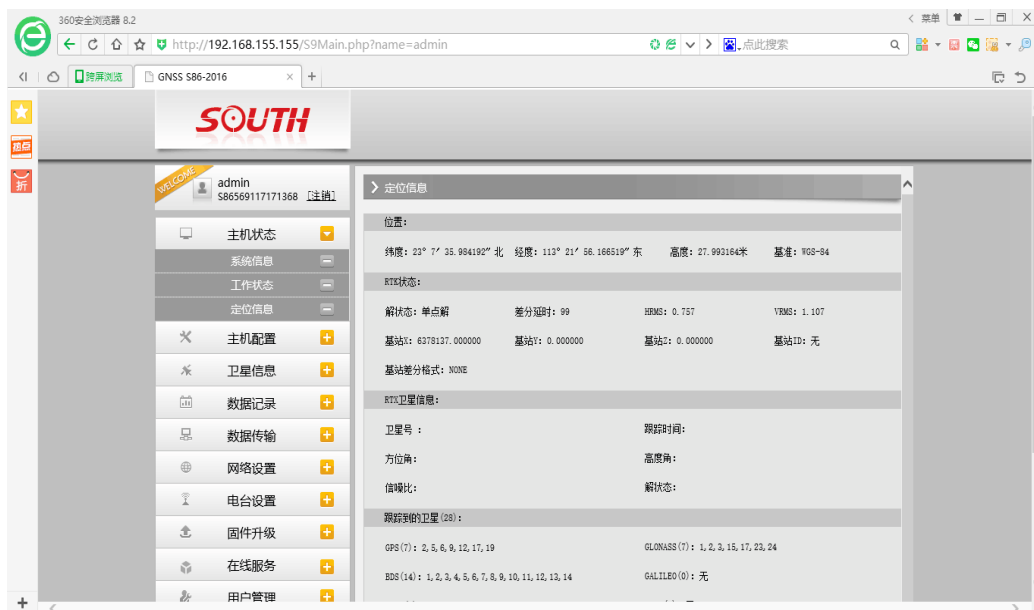 360安全浏览器 8.2
菜单
http://192.168.155.155/S9Main.php?name=admin
点此搜索
跨屏浏览
GNSS S86-2016
热点
折
SOUTH
WELCOME
admin
S86569117171368 [注销]
主机状态
系统信息
工作状态
定位信息
主机配置
卫星信息
数据记录
数据传输
网络设置
电台设置
固件升级
在线服务
用户管理
定位信息
位置:
纬度: 23° 7′ 35.984192″ 北 经度: 113° 21′ 56.166519″ 东 高度: 27.993164米 基准: WGS-84
RTK状态:
解状态: 单点解 差分延时: 99 HRMS: 0.757 VRMS: 1.107
基站X: 6378137.000000 基站Y: 0.000000 基站Z: 0.000000 基站ID: 无
基站差分格式: NONE
RTX卫星信息:
卫星号 : 跟踪时间:
方位角: 高度角:
信噪比: 解状态:
跟踪到的卫星(28):
GPS(7): 2, 5, 6, 9, 12, 17, 19 GLONASS(7): 1, 2, 3, 15, 17, 23, 24
BDS(14): 1, 2, 3, 4, 5, 6, 7, 8, 9, 10, 11, 12, 13, 14 GALILEO(0): 无